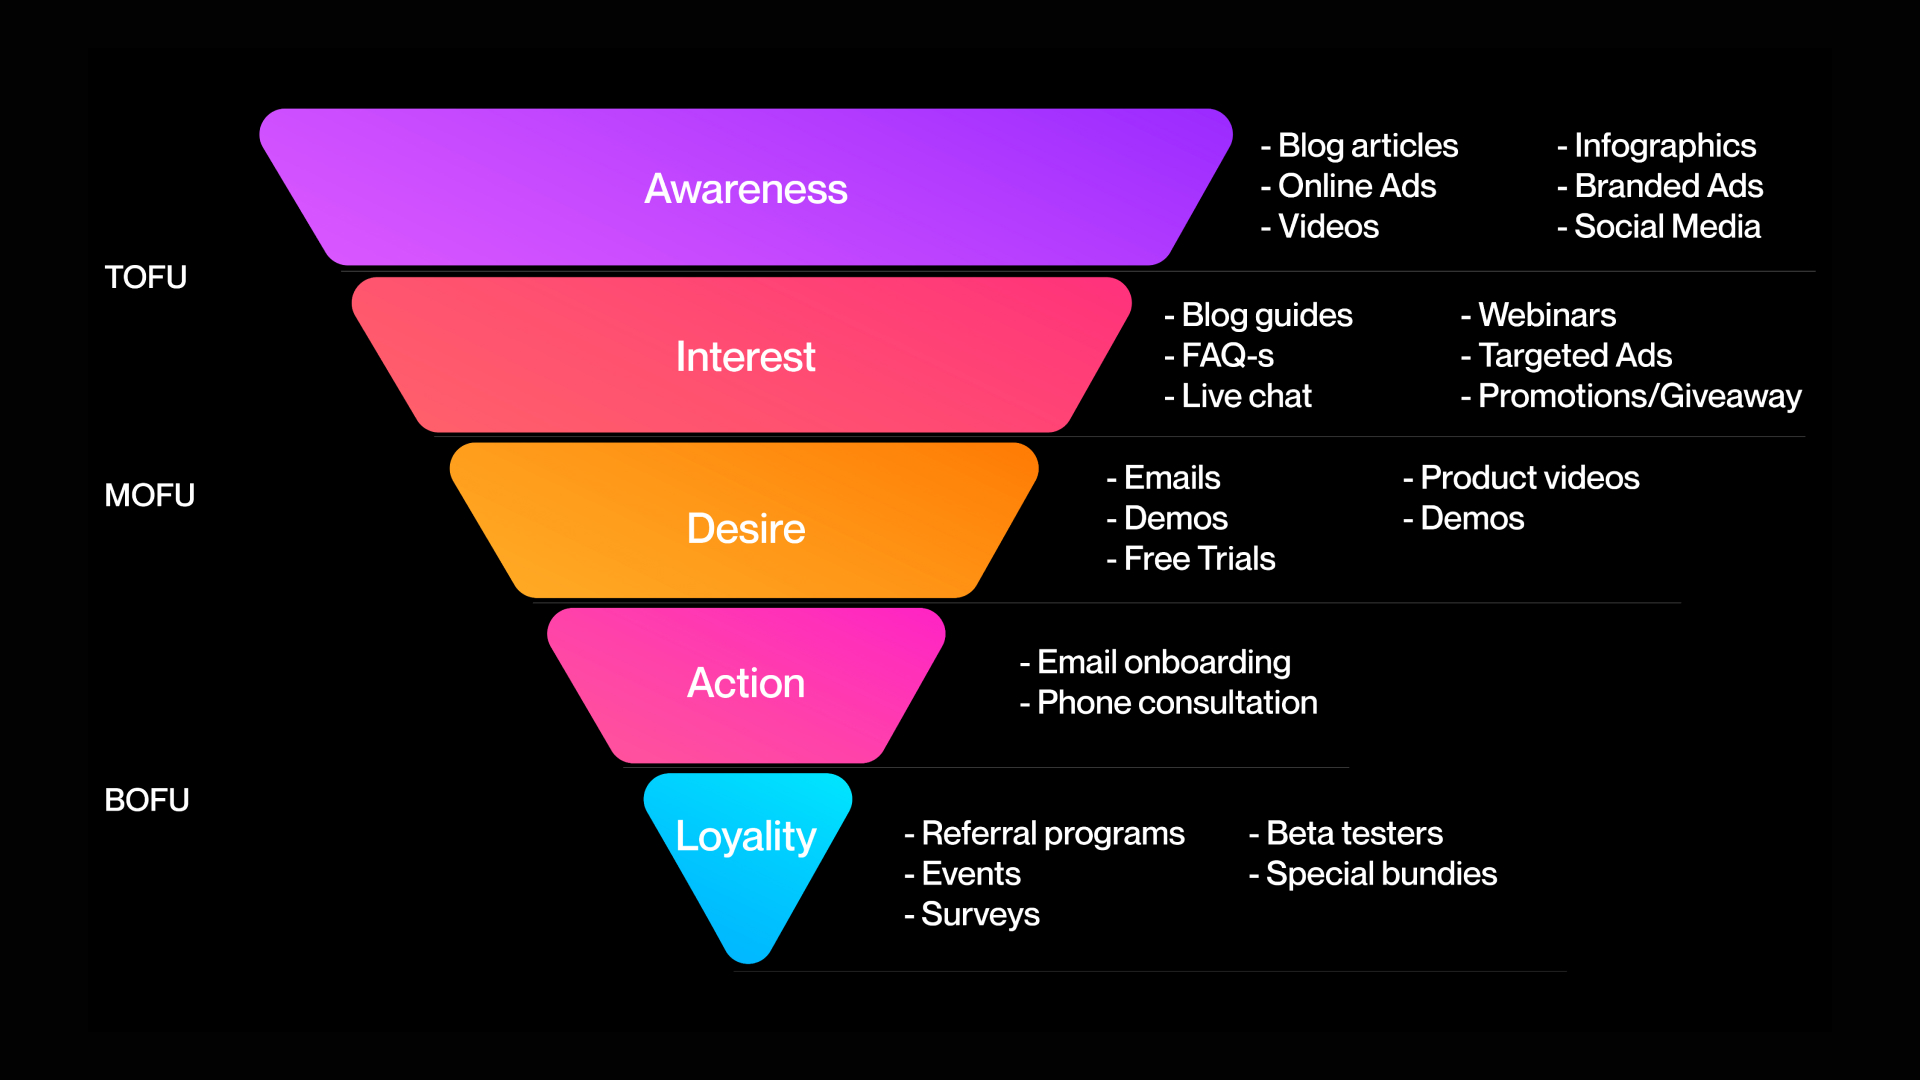 Awareness
- Blog articles
- Online Ads
- Videos
- Infographics
- Branded Ads
- Social Media
TOFU
Interest
- Blog guides
- FAQ-s
- Live chat
- Webinars
- Targeted Ads
- Promotions/Giveaway
MOFU
Desire
- Emails
- Demos
- Free Trials
- Product videos
- Demos
Action
- Email onboarding
- Phone consultation
BOFU
Loyality
- Referral programs
- Events
- Surveys
- Beta testers
- Special bundies